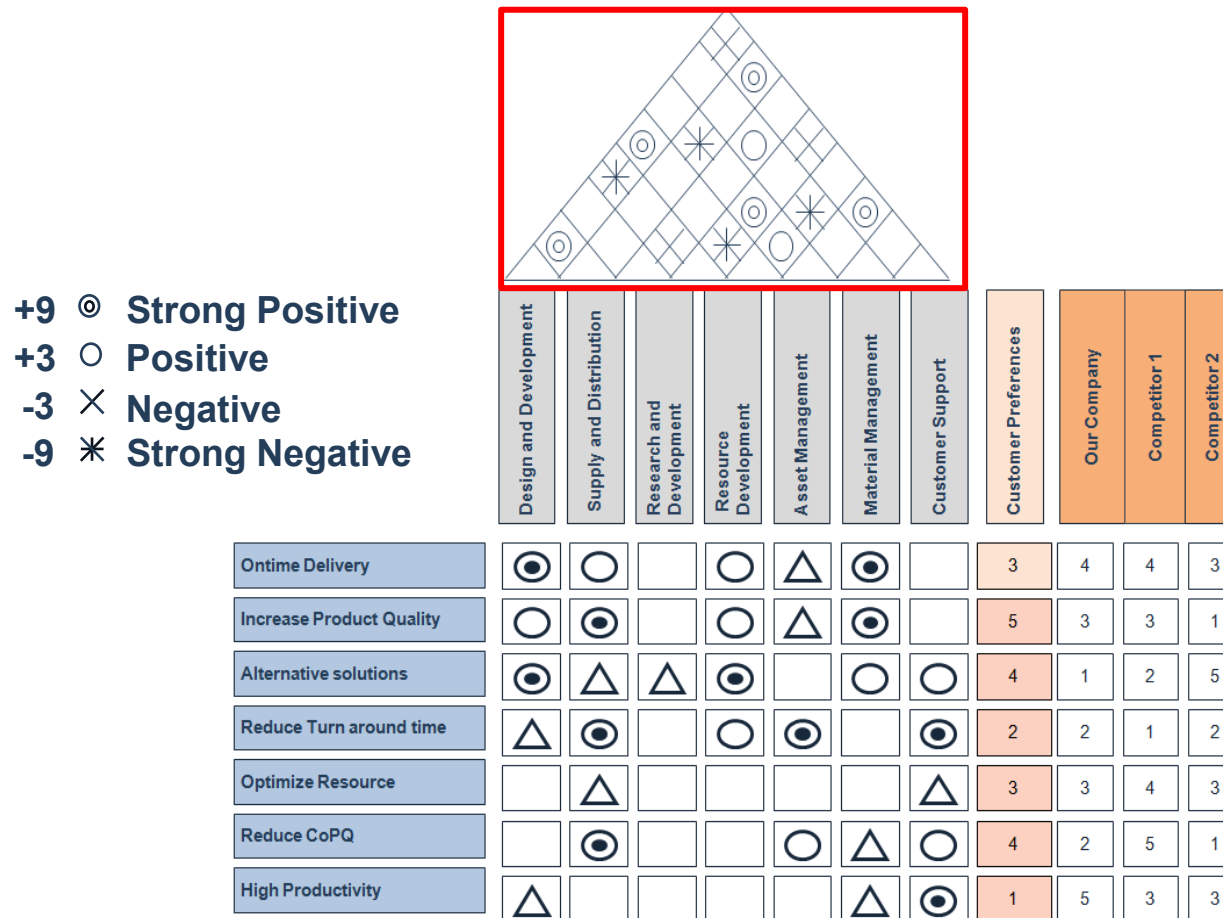 +9 ◎ Strong Positive
+3 ○ Positive
-3 × Negative
-9 ✳ Strong Negative
Design and Development
Supply and Distribution
Research and
Development
Resource
Development
Asset Management
Material Management
Customer Support
Customer Preferences
Our Company
Competitor 1
Competitor 2
Ontime Delivery 3 4 4 3
Increase Product Quality 5 3 3 1
Alternative solutions 4 1 2 5
Reduce Turn around time 2 2 1 2
Optimize Resource 3 3 4 3
Reduce CoPQ 4 2 5 1
High Productivity 1 5 3 3